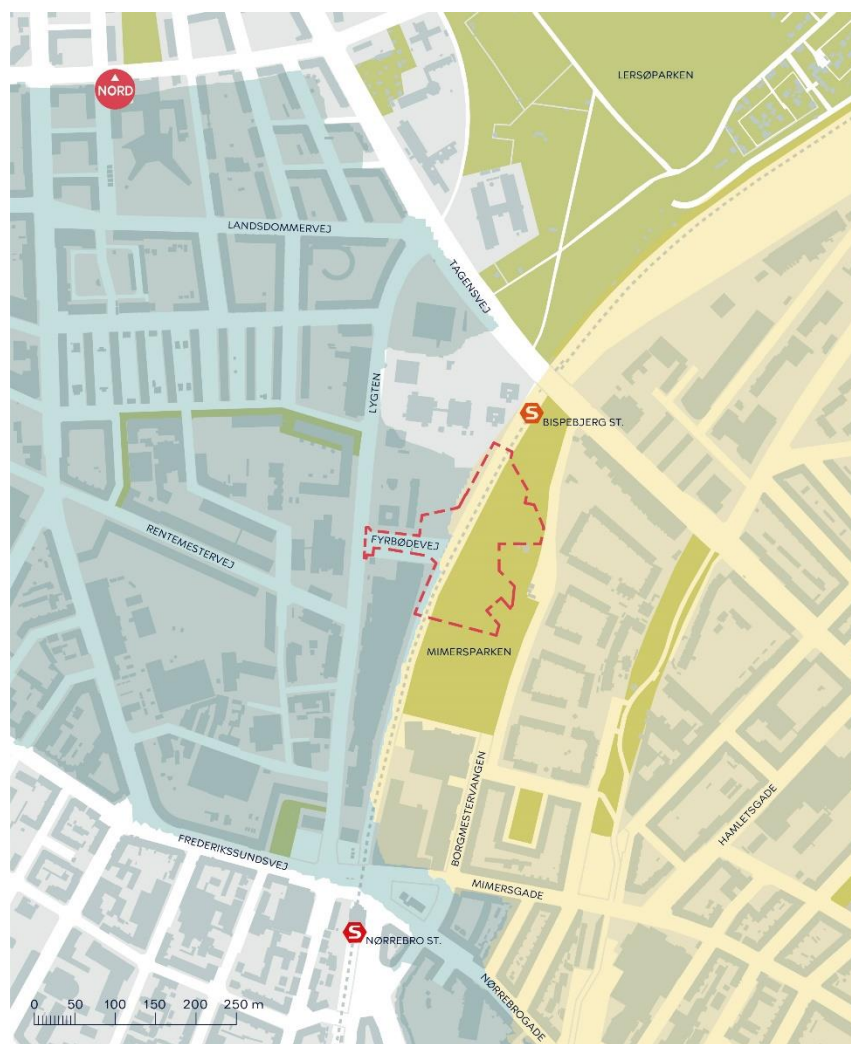 LERSØPARKEN
NORD
LANDSDOMMERVEJ
TAGENSVEJ
LYGTEN
S
BISPEBJERG ST.
FYRBØDEVEJ
RENTEMESTERVEJ
MIMERSPARKEN
BORGMESTERVANGEN
HAMLETSGADE
FREDERIKSSUNDSVEJ
MIMERSGADE
S
NØRREBRO ST.
NØRREBROGADE
0 50 100 150 200 250 m